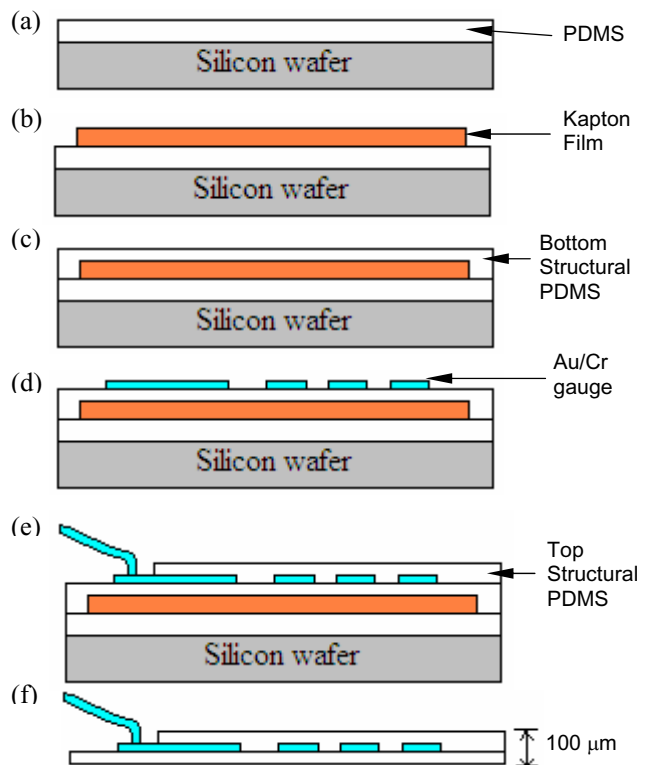 (a)
PDMS
Silicon wafer
(b)
Kapton
Film
Silicon wafer
(c)
Bottom
Structural
PDMS
Silicon wafer
(d)
Au/Cr
gauge
Silicon wafer
(e)
Top
Structural
PDMS
Silicon wafer
(f)
100 μm